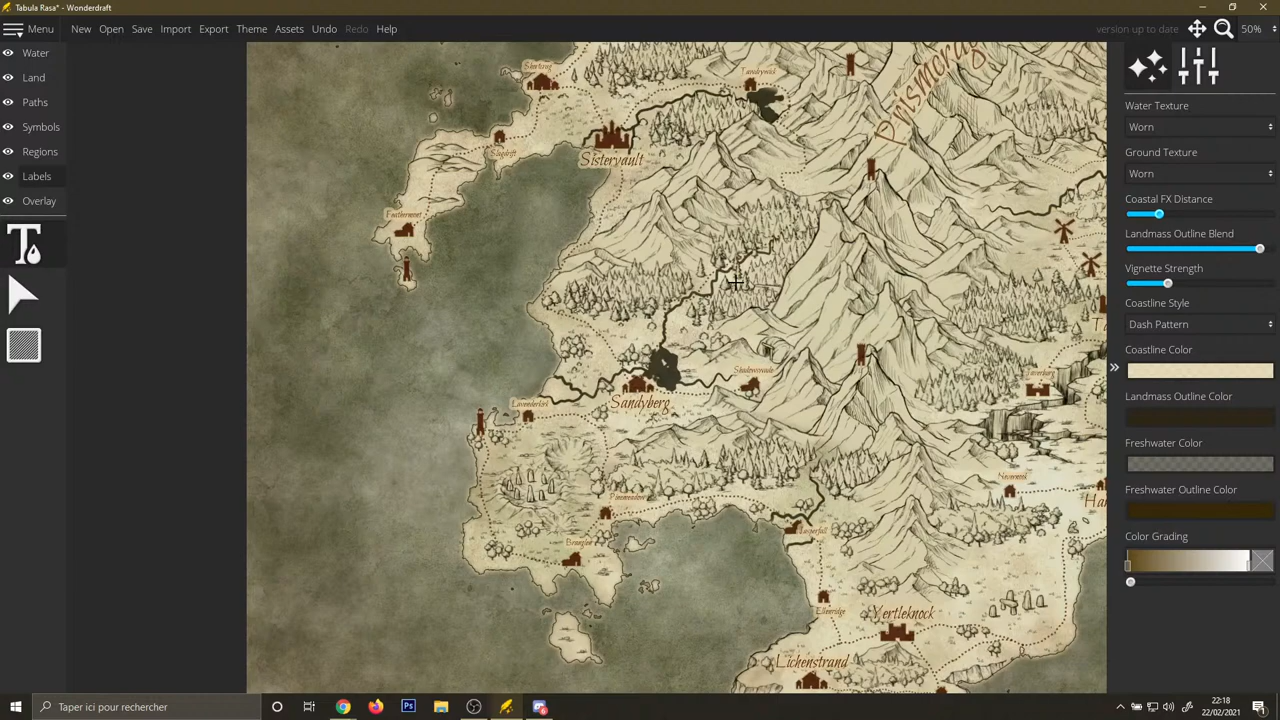 Tabula Rasa* - Wonderdraft
Menu
New
Open
Save
Import
Export
Theme
Assets
Undo
Redo
Help
version up to date
50%
Water
Land
Paths
Symbols
Regions
Labels
Overlay
Water Texture
Worn
Ground Texture
Worn
Coastal FX Distance
Landmass Outline Blend
Vignette Strength
Coastline Style
Dash Pattern
Coastline Color
Landmass Outline Color
Freshwater Color
Freshwater Outline Color
Color Grading
Sistervault
Sandyberg
Lavenderkirk
Yertleknock
Lichenstrand
Elmeridge
Taper ici pour rechercher
22:18
22/02/2021